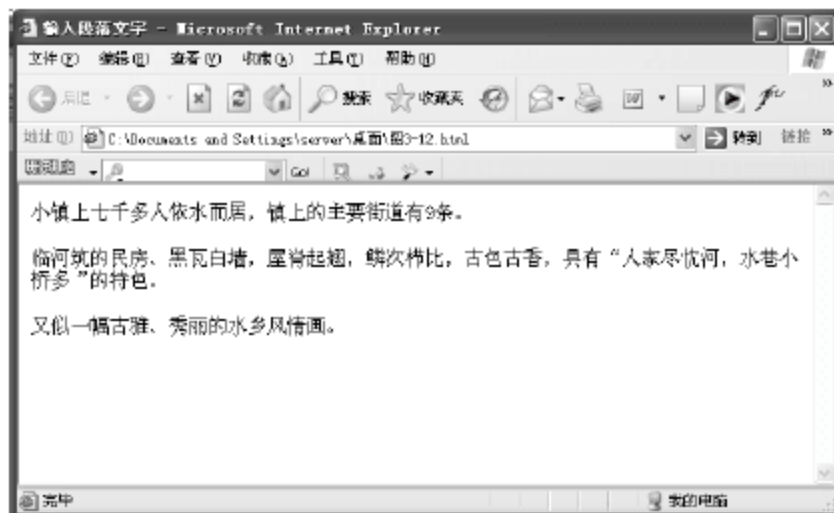 输入段落文字 - Microsoft Internet Explorer
文件(F) 编辑(E) 查看(V) 收藏(A) 工具(T) 帮助(H)
后退 搜索 收藏夹
地址(D) C:\Documents and Settings\server\桌面\图3-12.html 转到 链接
Go!
小镇上七千多人依水而居，镇上的主要街道有9条。
临河筑的民房、黑瓦白墙，屋脊起翘，鳞次栉比，古色古香，具有“人家尽忱河，水巷小
桥多”的特色。
又似一幅古雅、秀丽的水乡风情画。
完毕 我的电脑